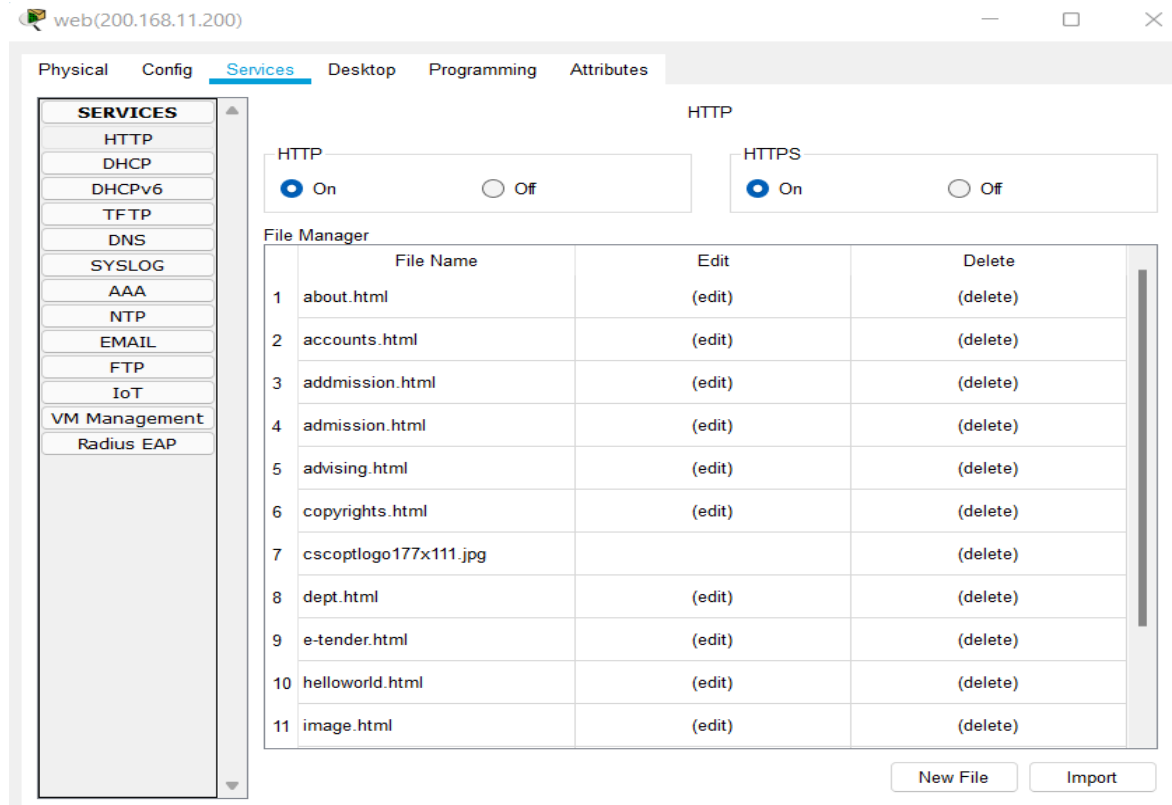 web(200.168.11.200)
Physical Config Services Desktop Programming Attributes
SERVICES
HTTP
DHCP
DHCPv6
TFTP
DNS
SYSLOG
AAA
NTP
EMAIL
FTP
IoT
VM Management
Radius EAP
HTTP
HTTP
On Off
HTTPS
On Off
File Manager
File Name Edit Delete
1 about.html (edit) (delete)
2 accounts.html (edit) (delete)
3 addmission.html (edit) (delete)
4 admission.html (edit) (delete)
5 advising.html (edit) (delete)
6 copyrights.html (edit) (delete)
7 cscoptlogo177x111.jpg (delete)
8 dept.html (edit) (delete)
9 e-tender.html (edit) (delete)
10 helloworld.html (edit) (delete)
11 image.html (edit) (delete)
New File Import